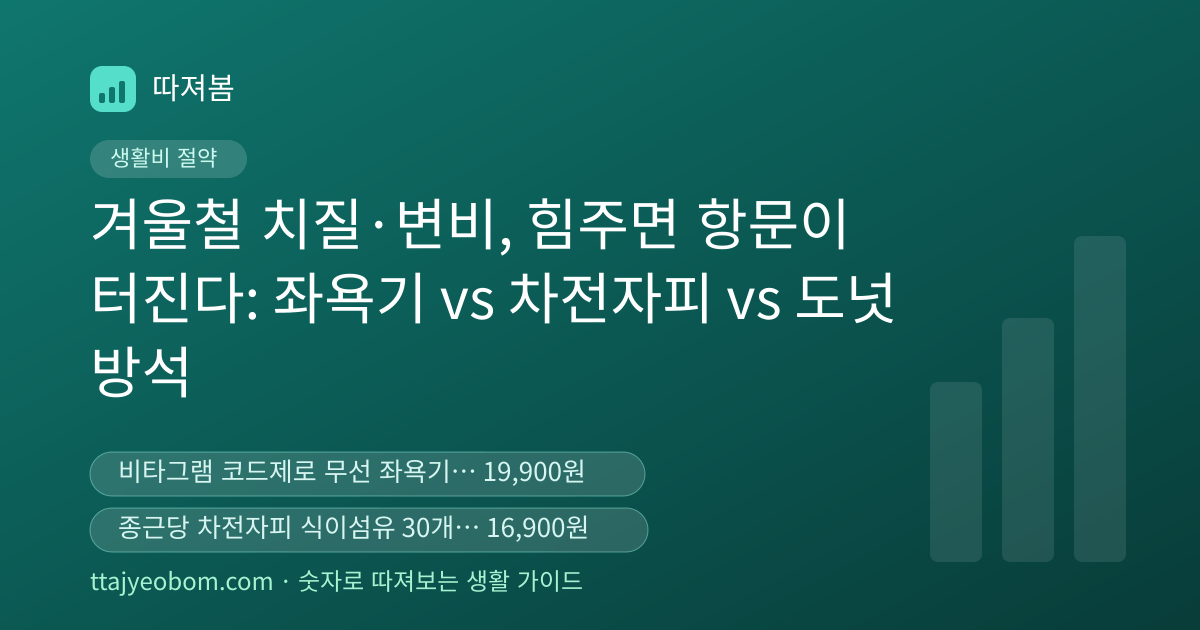 따져봄
생활비 절약
겨울철 치질·변비, 힘주면 항문이
터진다: 좌욕기 vs 차전자피 vs 도넛
방석
비타그램 코드제로 무선 좌욕기… 19,900원
종근당 차전자피 식이섬유 30개… 16,900원
ttajyeobom.com · 숫자로 따져보는 생활 가이드